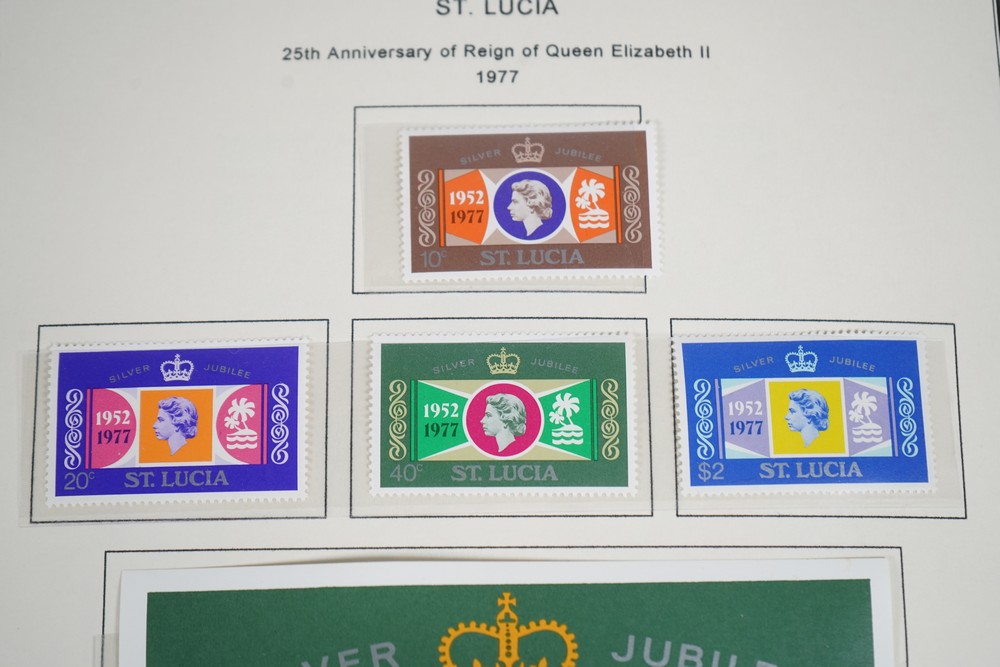 ST. LUCIA
25th Anniversary of Reign of Queen Elizabeth II
1977
SILVER JUBILEE
1952
1977
10c
ST. LUCIA
SILVER JUBILEE
1952
1977
20c
ST. LUCIA
SILVER JUBILEE
1952
1977
40c
ST. LUCIA
SILVER JUBILEE
1952
1977
$2
ST. LUCIA